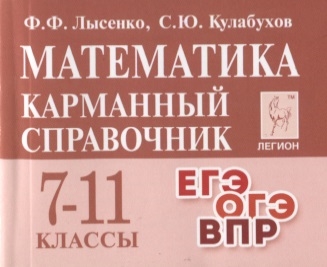 Ф.Ф. Лысенко, С.Ю. Кулабухов
МАТЕМАТИКА
КАРМАННЫЙ
СПРАВОЧНИК
ЛЕГИОН
7-11
КЛАССЫ
ЕГЭ
ОГЭ
ВПР